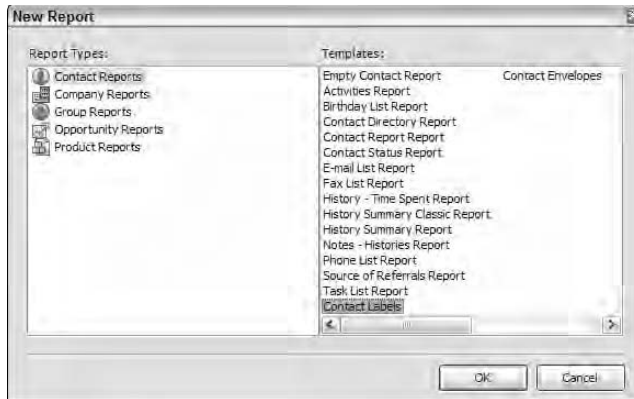 New Report
Report Types:
Contact Reports
Company Reports
Group Reports
Opportunity Reports
Product Reports
Templates:
Empty Contact Report
Activities Report
Birthday List Report
Contact Directory Report
Contact Report Report
Contact Status Report
E-mail List Report
Fax List Report
History - Time Spent Report
History Summary Classic Report
History Summary Report
Notes - Histories Report
Phone List Report
Source of Referrals Report
Task List Report
Contact Labels
Contact Envelopes
OK
Cancel